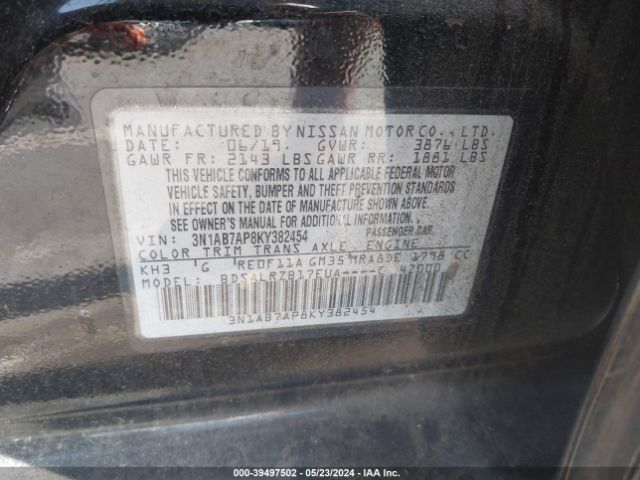 MANUFACTURED BY NISSAN MOTOR CO., LTD.
DATE: 06/19. GVWR: 3876 LBS
GAWR FR: 2143 LBS GAWR RR: 1881 LBS
THIS VEHICLE CONFORMS TO ALL APPLICABLE FEDERAL MOTOR
VEHICLE SAFETY, BUMPER AND THEFT PREVENTION STANDARDS
IN EFFECT ON THE DATE OF MANUFACTURE SHOWN ABOVE.
SEE OWNER'S MANUAL FOR ADDITIONAL INFORMATION
VIN: 3N1AB7AP8KY382454 PASSENGER CAR.
COLOR TRIM TRANS AXLE ENGINE
KH3 G RE0F11A GM35 MRA8DE 1798 CC
MODEL: BDSALRZB17EUA----C 42000
3N1AB7AP8KY382454 A
00-39497502 - 05/23/2024 - IAA Inc.